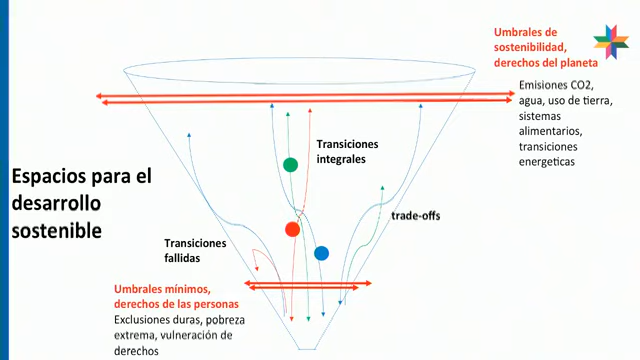 Umbrales de
sostenibilidad,
derechos del planeta
Emisiones CO2,
agua, uso de tierra,
sistemas
alimentarios,
transiciones
energeticas
Transiciones
integrales
Espacios para el
desarrollo
sostenible
trade-offs
Transiciones
fallidas
Umbrales mínimos,
derechos de las personas
Exclusiones duras, pobreza
extrema, vulneración de
derechos